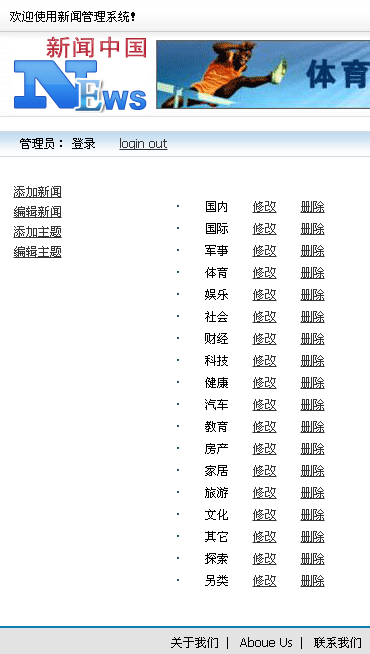 欢迎使用新闻管理系统!
新闻中国
News
体育
管理员： 登录 login out
添加新闻
编辑新闻
添加主题
编辑主题
· 国内 修改 删除
· 国际 修改 删除
· 军事 修改 删除
· 体育 修改 删除
· 娱乐 修改 删除
· 社会 修改 删除
· 财经 修改 删除
· 科技 修改 删除
· 健康 修改 删除
· 汽车 修改 删除
· 教育 修改 删除
· 房产 修改 删除
· 家居 修改 删除
· 旅游 修改 删除
· 文化 修改 删除
· 其它 修改 删除
· 探索 修改 删除
· 另类 修改 删除
关于我们 | Aboue Us | 联系我们